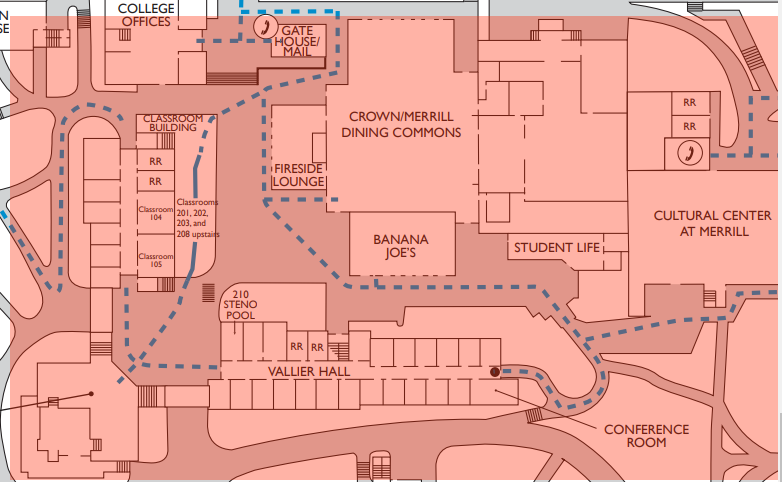 COLLEGE
OFFICES
GATE
HOUSE/
MAIL
CLASSROOM
BUILDING
RR
RR
Classroom
104
Classroom
105
Classrooms
201, 202,
203, and
208 upstairs
FIRESIDE
LOUNGE
CROWN/MERRILL
DINING COMMONS
BANANA
JOE'S
STUDENT LIFE
RR
RR
CULTURAL CENTER
AT MERRILL
210
STENO
POOL
RR
RR
VALLIER HALL
CONFERENCE
ROOM